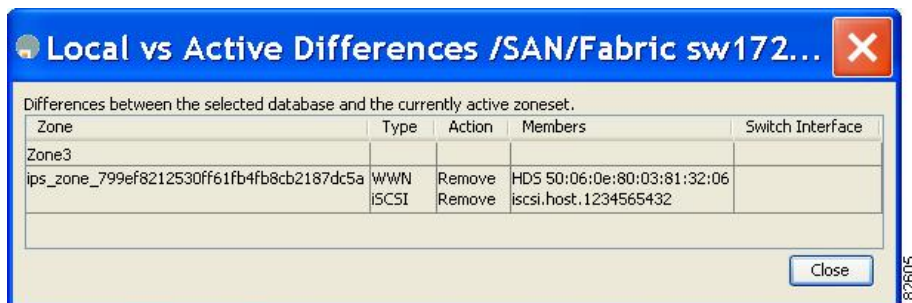 Local vs Active Differences /SAN/Fabric sw172...
Differences between the selected database and the currently active zoneset.
Zone Type Action Members Switch Interface
Zone3
ips_zone_799ef8212530ff61fb4fb8cb2187dc5a WWN Remove HDS 50:06:0e:80:03:81:32:06
iSCSI Remove iscsi.host.1234565432
Close